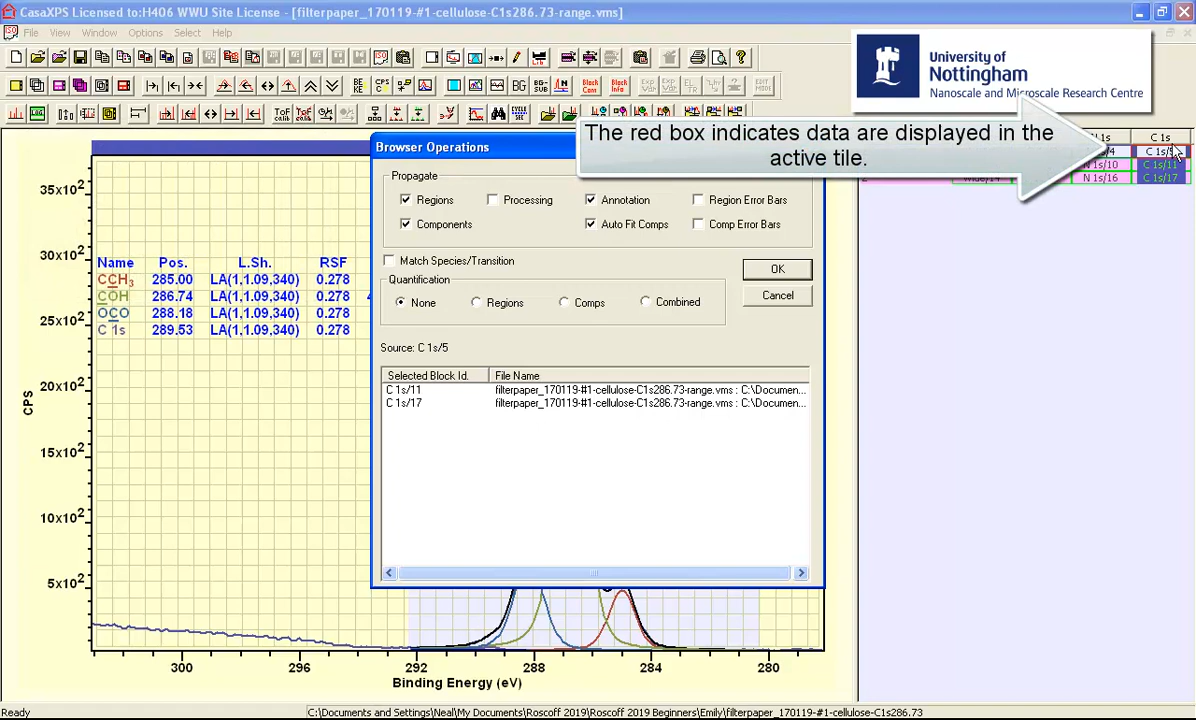 CasaXPS Licensed to:H406 WWU Site License - [filterpaper_170119-#1-cellulose-C1s286.73-range.vms]
File View Window Options Select Help
University of
Nottingham
Nanoscale and Microscale Research Centre
The red box indicates data are displayed in the
active tile.
C 1s
C 1s/11
N 1s/10
C 1s/17
N 1s/16
Browser Operations
Propagate
Regions Processing Annotation Region Error Bars
Components Auto Fit Comps Comp Error Bars
Match Species/Transition
Quantification
None Regions Comps Combined
OK
Cancel
Source: C 1s/5
Selected Block Id. File Name
C 1s/11 filterpaper_170119-#1-cellulose-C1s286.73-range.vms : C:\Documen...
C 1s/17 filterpaper_170119-#1-cellulose-C1s286.73-range.vms : C:\Documen...
Name Pos. L.Sh. RSF
CCH3 285.00 LA(1,1.09,340) 0.278
COH 286.74 LA(1,1.09,340) 0.278
OCO 288.18 LA(1,1.09,340) 0.278
C 1s 289.53 LA(1,1.09,340) 0.278
35x10²
30x10²
25x10²
20x10²
15x10²
10x10²
5x10²
CPS
300 296 292 288 284 280
Binding Energy (eV)
Ready
C:\Documents and Settings\Neal\My Documents\Roscoff 2019\Roscoff 2019 Beginners\Emily\filterpaper_170119-#1-cellulose-C1s286.73